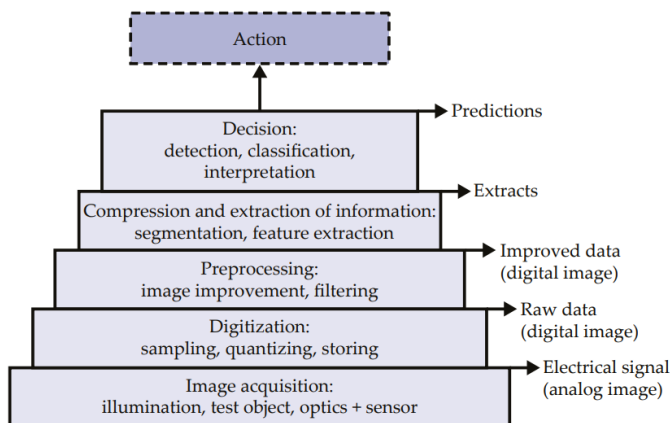 Action
Predictions
Decision:
detection, classification,
interpretation
Extracts
Compression and extraction of information:
segmentation, feature extraction
Improved data
(digital image)
Preprocessing:
image improvement, filtering
Raw data
(digital image)
Digitization:
sampling, quantizing, storing
Electrical signal
(analog image)
Image acquisition:
illumination, test object, optics + sensor